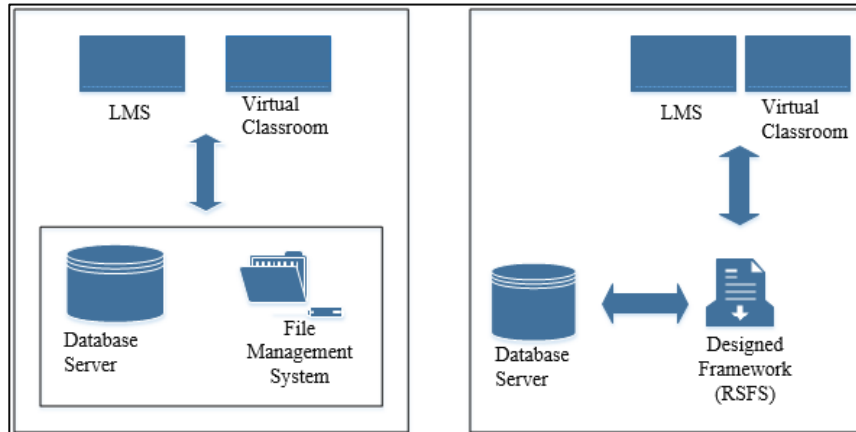 LMS
Virtual
Classroom
Database
Server
File
Management
System
LMS
Virtual
Classroom
Database
Server
Designed
Framework
(RSFS)